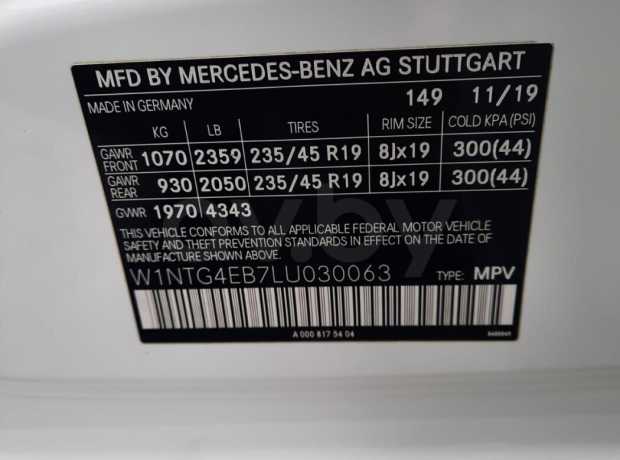 MFD BY MERCEDES-BENZ AG STUTTGART
MADE IN GERMANY 149 11/19
KG LB TIRES RIM SIZE COLD KPA(PSI)
GAWR FRONT 1070 2359 235/45 R19 8Jx19 300(44)
GAWR REAR 930 2050 235/45 R19 8Jx19 300(44)
GVWR 1970 4343
THIS VEHICLE CONFORMS TO ALL APPLICABLE FEDERAL MOTOR VEHICLE
SAFETY AND THEFT PREVENTION STANDARDS IN EFFECT ON THE DATE OF
MANUFACTURE SHOWN ABOVE.
W1NTG4EB7LU030063 TYPE: MPV
A 000 817 54 04